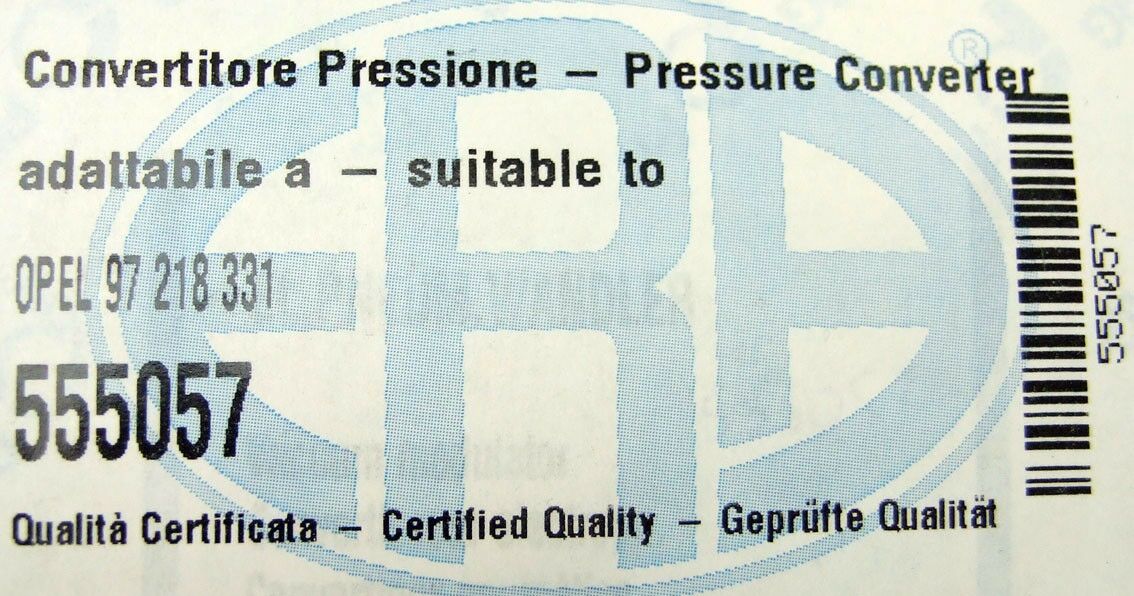 Convertitore Pressione – Pressure Converter
adattabile a – suitable to
OPEL 97 218 331
555057
Qualità Certificata – Certified Quality – Geprüfte Qualität
555057
ERA
®